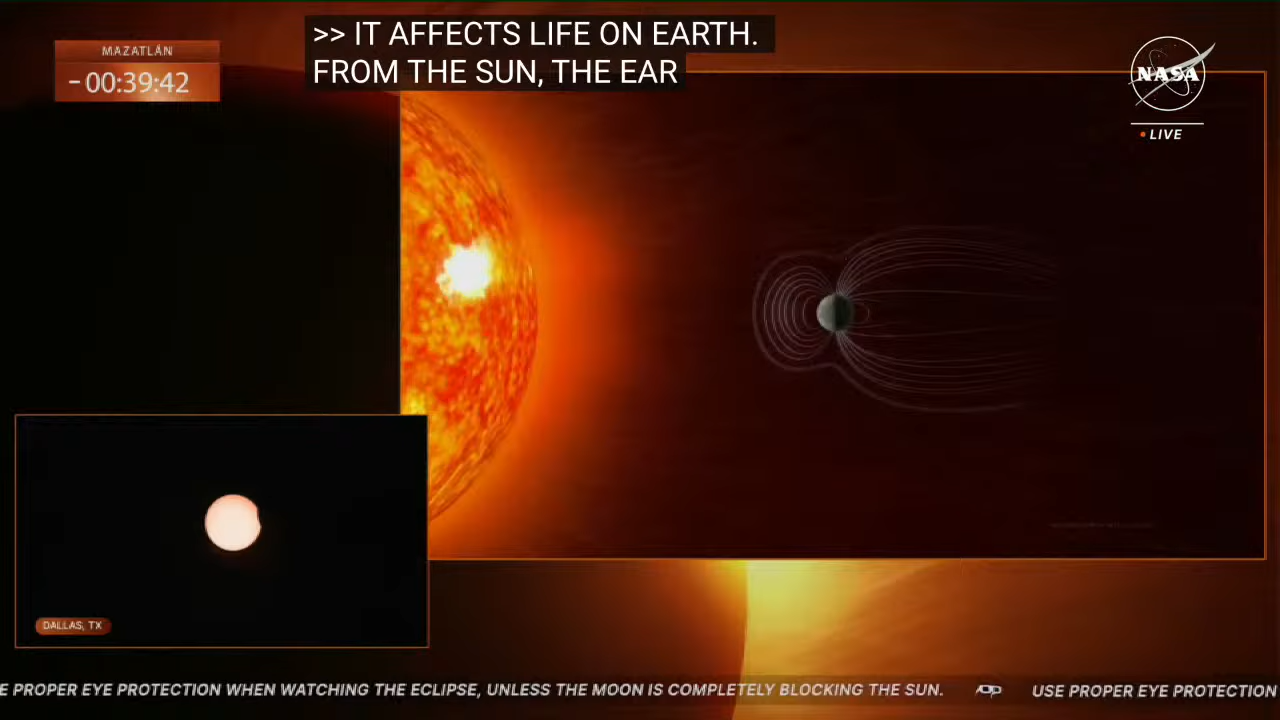 >> IT AFFECTS LIFE ON EARTH.
FROM THE SUN, THE EAR
MAZATLÁN
-00:39:42
NASA
LIVE
DALLAS, TX
E PROPER EYE PROTECTION WHEN WATCHING THE ECLIPSE, UNLESS THE MOON IS COMPLETELY BLOCKING THE SUN. USE PROPER EYE PROTECTION